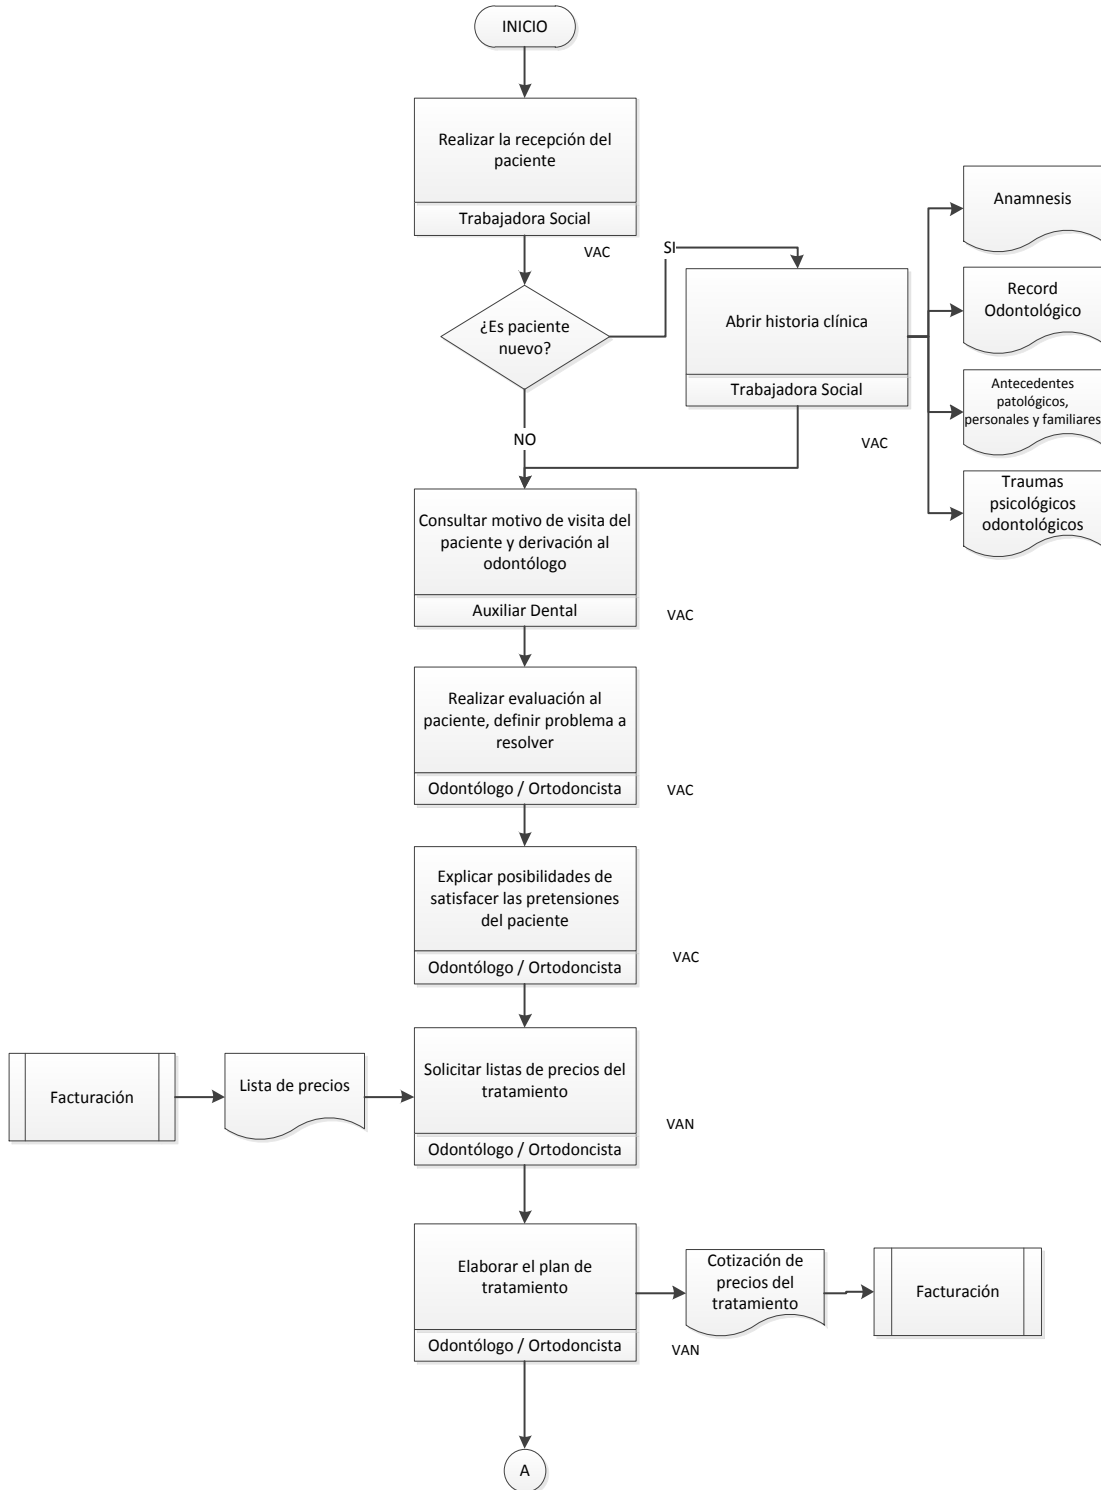 INICIO
Realizar la recepción del
paciente
Trabajadora Social
VAC
SI
¿Es paciente
nuevo?
NO
Abrir historia clínica
Trabajadora Social
VAC
Anamnesis
Record
Odontológico
Antecedentes
patológicos,
personales y familiares
Traumas
psicológicos
odontológicos
Consultar motivo de visita del
paciente y derivación al
odontólogo
Auxiliar Dental
VAC
Realizar evaluación al
paciente, definir problema a
resolver
Odontólogo / Ortodoncista
VAC
Explicar posibilidades de
satisfacer las pretensiones
del paciente
Odontólogo / Ortodoncista
VAC
Facturación
Lista de precios
Solicitar listas de precios del
tratamiento
Odontólogo / Ortodoncista
VAN
Elaborar el plan de
tratamiento
Odontólogo / Ortodoncista
VAN
Cotización de
precios del
tratamiento
Facturación
A